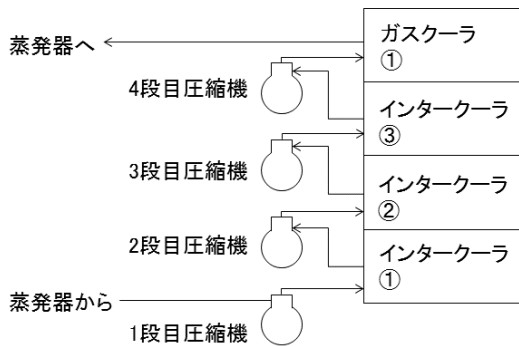 ガスクーラ
①
蒸発器へ
4段目圧縮機
インタークーラ
③
3段目圧縮機
インタークーラ
②
2段目圧縮機
インタークーラ
①
蒸発器から
1段目圧縮機